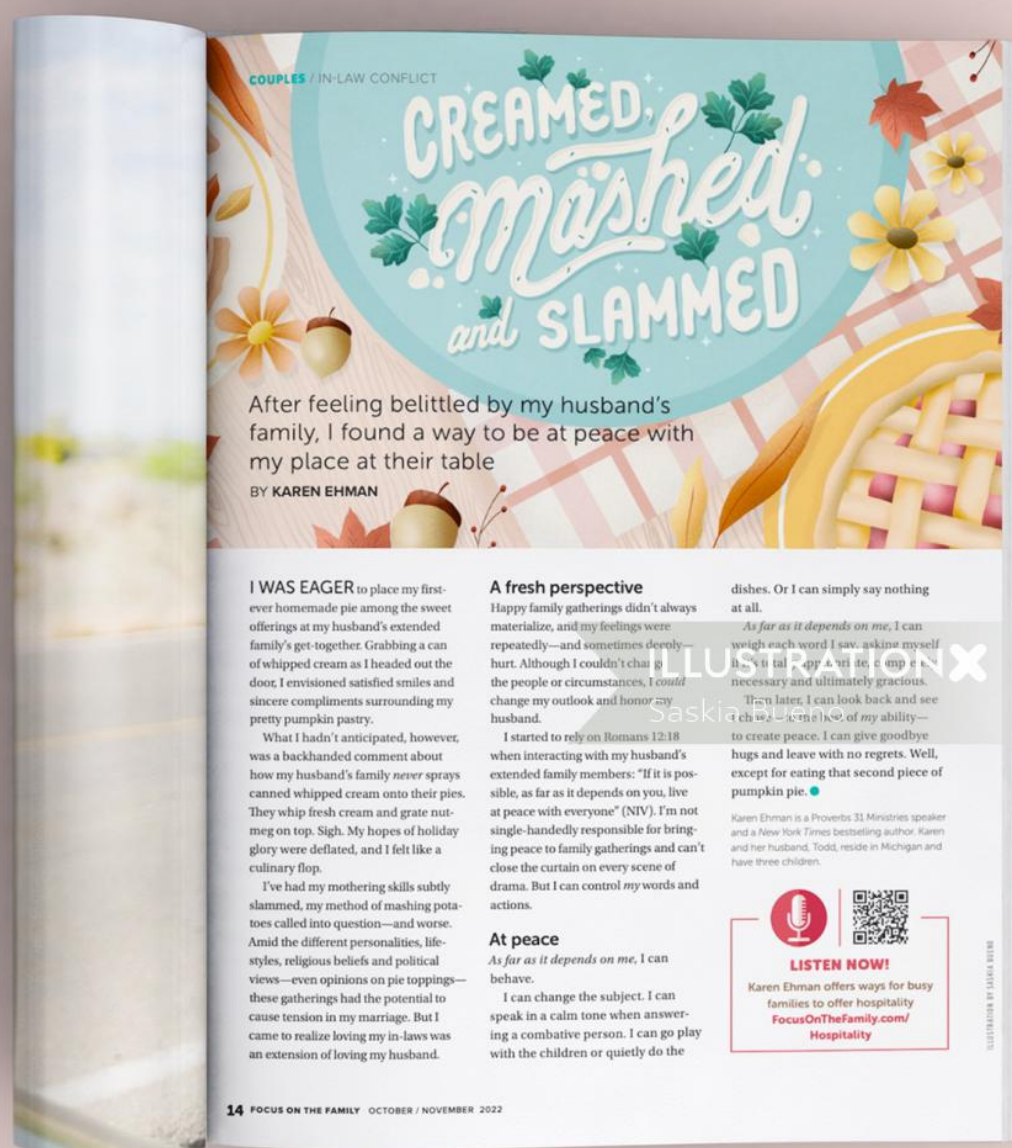 COUPLES / IN-LAW CONFLICT
CREAMED,
mashed
and SLAMMED
After feeling belittled by my husband's
family, I found a way to be at peace with
my place at their table
BY KAREN EHMAN
I WAS EAGER to place my first-
ever homemade pie among the sweet
offerings at my husband's extended
family's get-together. Grabbing a can
of whipped cream as I headed out the
door, I envisioned satisfied smiles and
sincere compliments surrounding my
pretty pumpkin pastry.
What I hadn't anticipated, however,
was a backhanded comment about
how my husband's family never sprays
canned whipped cream onto their pies.
They whip fresh cream and grate nut-
meg on top. Sigh. My hopes of holiday
glory were deflated, and I felt like a
culinary flop.
I've had my mothering skills subtly
slammed, my method of mashing pota-
toes called into question—and worse.
Amid the different personalities, life-
styles, religious beliefs and political
views—even opinions on pie toppings—
these gatherings had the potential to
cause tension in my marriage. But I
came to realize loving my in-laws was
an extension of loving my husband.
A fresh perspective
Happy family gatherings didn't always
materialize, and my feelings were
repeatedly—and sometimes deeply—
hurt. Although I couldn't change
the people or circumstances, I could
change my outlook and honor my
husband.
I started to rely on Romans 12:18
when interacting with my husband's
extended family members: "If it is pos-
sible, as far as it depends on you, live
at peace with everyone" (NIV). I'm not
single-handedly responsible for bring-
ing peace to family gatherings and can't
close the curtain on every scene of
drama. But I can control my words and
actions.
At peace
As far as it depends on me, I can
behave.
I can change the subject. I can
speak in a calm tone when answer-
ing a combative person. I can go play
with the children or quietly do the
dishes. Or I can simply say nothing
at all.
As far as it depends on me, I can
weigh each word I say, asking myself
necessary and ultimately gracious.
Then later, I can look back and see
of my ability—
to create peace. I can give goodbye
hugs and leave with no regrets. Well,
except for eating that second piece of
pumpkin pie.
Karen Ehman is a Proverbs 31 Ministries speaker
and a New York Times bestselling author. Karen
and her husband, Todd, reside in Michigan and
have three children.
LISTEN NOW!
Karen Ehman offers ways for busy
families to offer hospitality
FocusOnTheFamily.com/
Hospitality
ILLUSTRATION BY SASKIA BUENO
14 FOCUS ON THE FAMILY OCTOBER / NOVEMBER 2022
ILLUSTRATIONX
Saskia Bueno